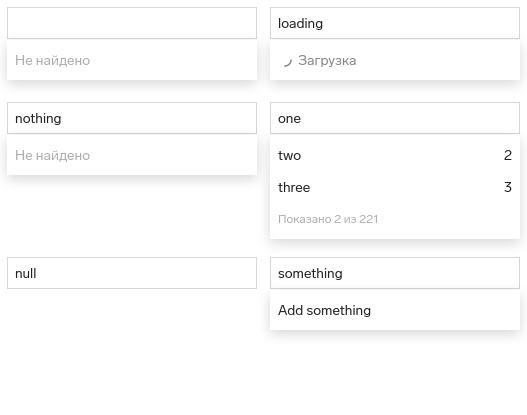 loading
Не найдено
Загрузка
nothing
one
Не найдено
two 2
three 3
Показано 2 из 221
null
something
Add something